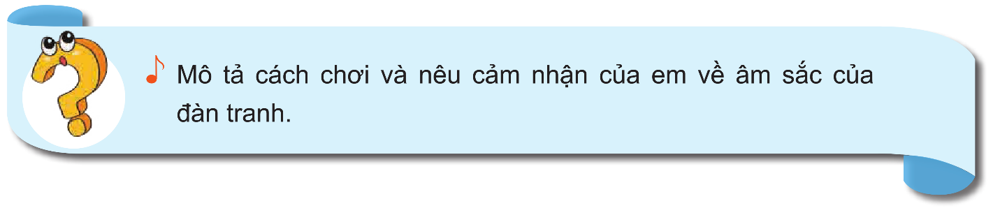 Mô tả cách chơi và nêu cảm nhận của em về âm sắc của
đàn tranh.